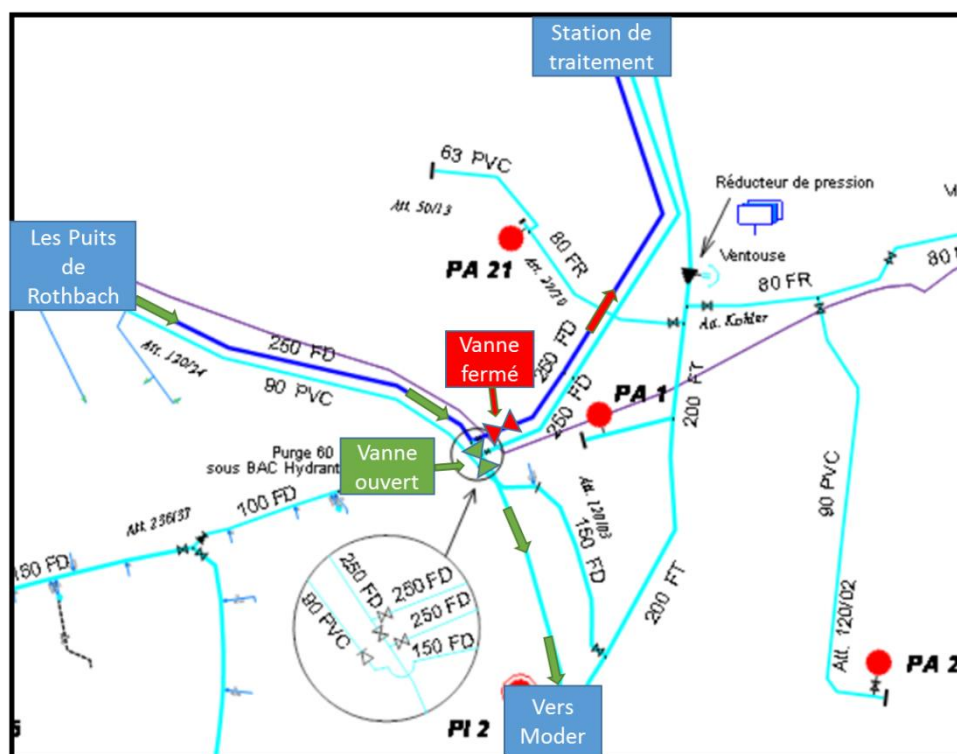 Station de
traitement
63 PVC
Att. 50/13
Réducteur de pression
Les Puits
de
Rothbach
PA 21
80 FR
Ventouse
80 FR
Att. 120/24
250 FD
90 PVC
Vanne
fermé
250 FD
250 FD
PA 1
200 FT
Purge 60
sous BAC Hydrant
Vanne
ouvert
90 PVC
Att. 236/37
100 FD
Att. 120/03
150 FD
150 FD
200 FT
250 FD
250 FD
250 FD
90 PVC
150 FD
Att. 120/02
PA 2
PI 2
Vers
Moder